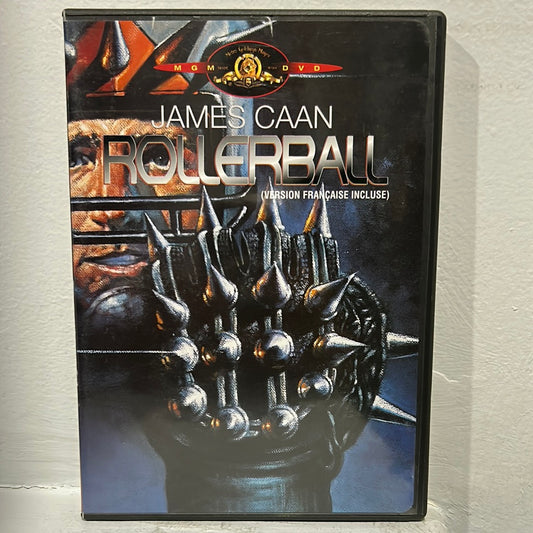 MGM DVD
JAMES CAAN
ROLLERBALL
(VERSION FRANÇAISE INCLUSE)